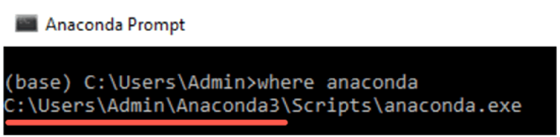 Anaconda Prompt
(base) C:\Users\Admin>where anaconda
C:\Users\Admin\Anaconda3\Scripts\anaconda.exe